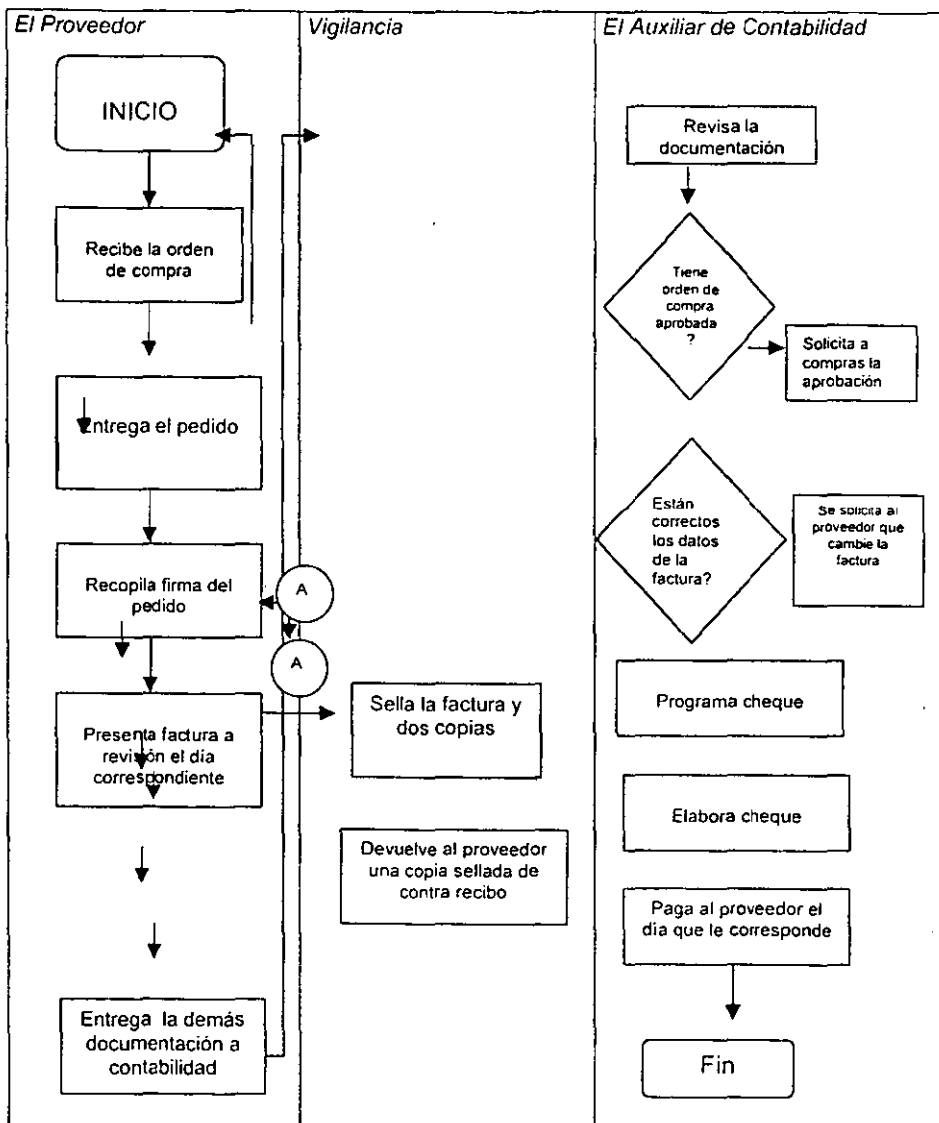 El Proveedor
INICIO
Recibe la orden
de compra
Entrega el pedido
Recopila firma del
pedido
A
A
Presenta factura a
revisión el día
correspondiente
Entrega la demás
documentación a
contabilidad
Vigilancia
Sella la factura y
dos copias
Devuelve al proveedor
una copia sellada de
contra recibo
El Auxiliar de Contabilidad
Revisa la
documentación
Tiene
orden de
compra
aprobada
?
Solicita a
compras la
aprobación
Están
correctos
los datos
de la
factura?
Se solicita al
proveedor que
cambie la
factura
Programa cheque
Elabora cheque
Paga al proveedor el
día que le corresponde
Fin